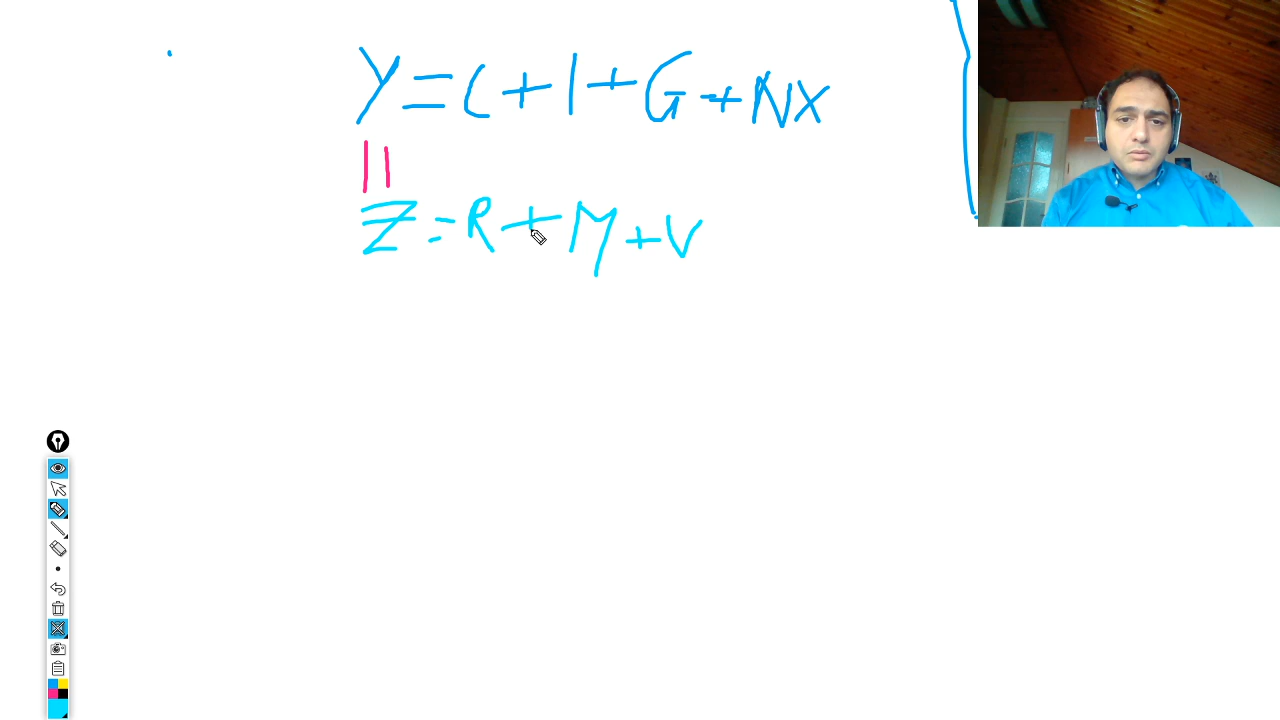 Y = C + I + G + NX
||
Z = R + M + V